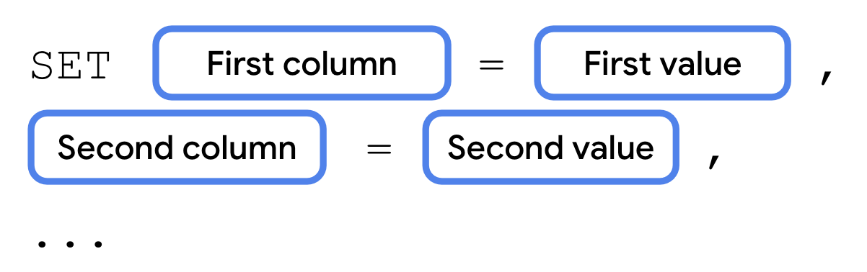 SET First column = First value ,
Second column = Second value ,
...